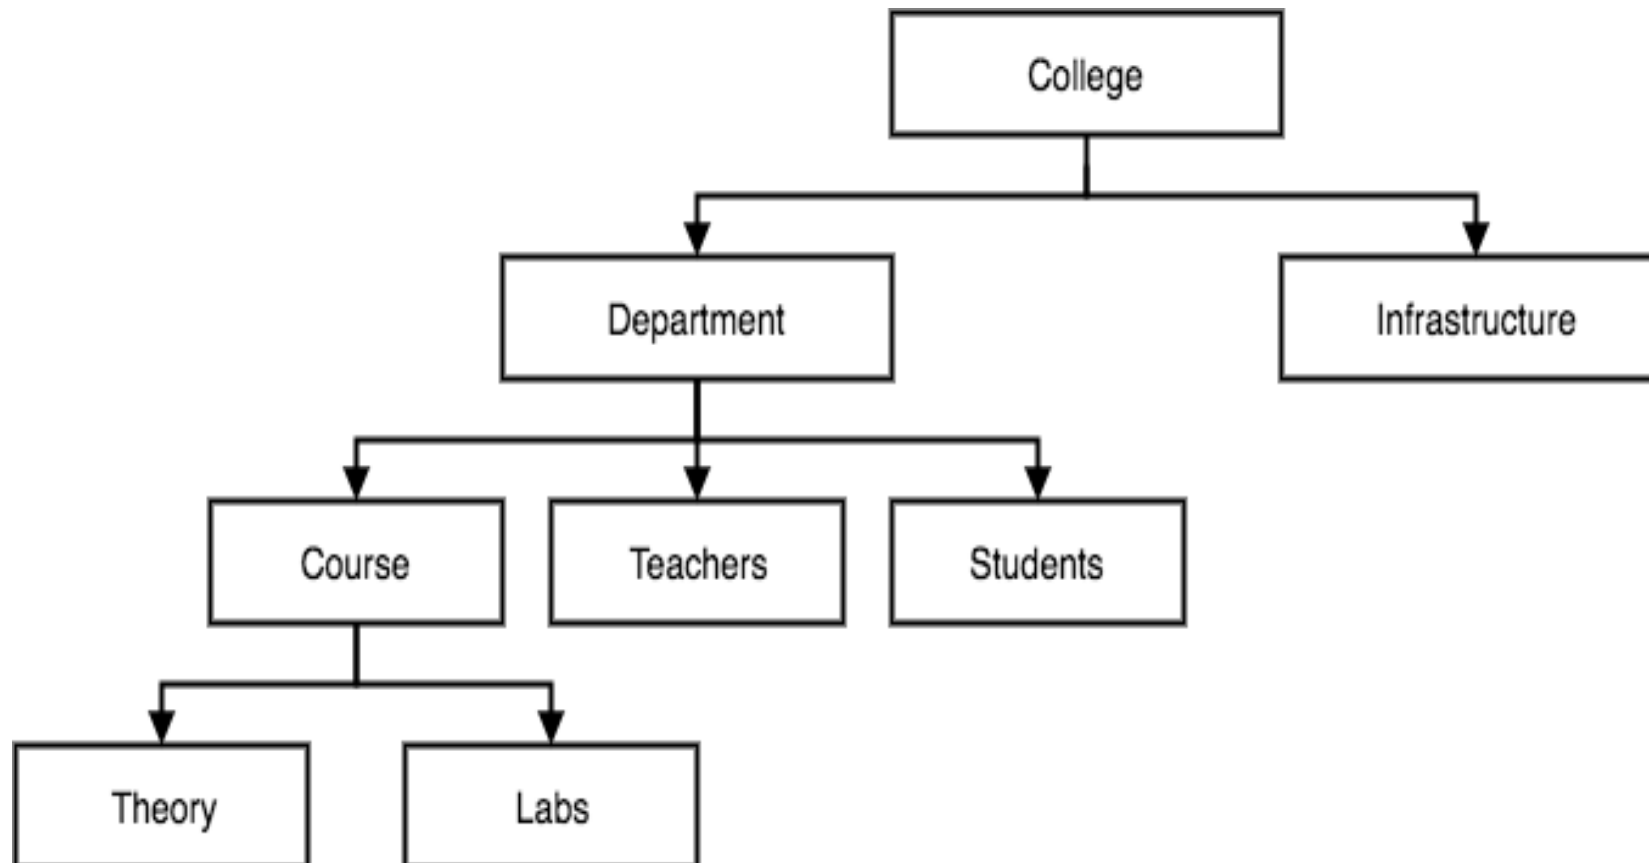 College
Department
Infrastructure
Course
Teachers
Students
Theory
Labs